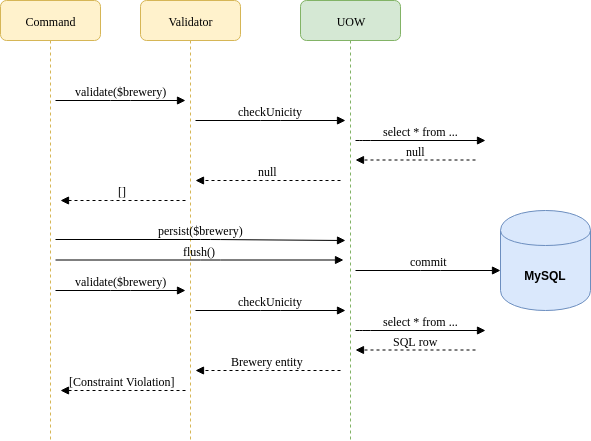 Command
Validator
UOW
validate($brewery)
checkUnicity
select * from ...
null
null
[]
persist($brewery)
flush()
commit
MySQL
validate($brewery)
checkUnicity
select * from ...
SQL row
Brewery entity
[Constraint Violation]